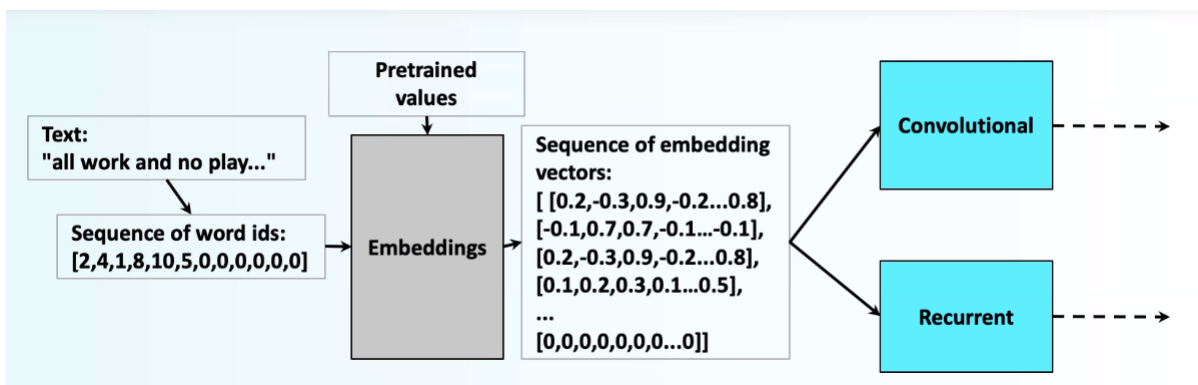 Text:
"all work and no play..."
Sequence of word ids:
[2,4,1,8,10,5,0,0,0,0,0,0]
Pretrained
values
Embeddings
Sequence of embedding
vectors:
[ [0.2,-0.3,0.9,-0.2...0.8],
[-0.1,0.7,0.7,-0.1...-0.1],
[0.2,-0.3,0.9,-0.2...0.8],
[0.1,0.2,0.3,0.1...0.5],
...
[0,0,0,0,0,0,0...0]]
Convolutional
Recurrent